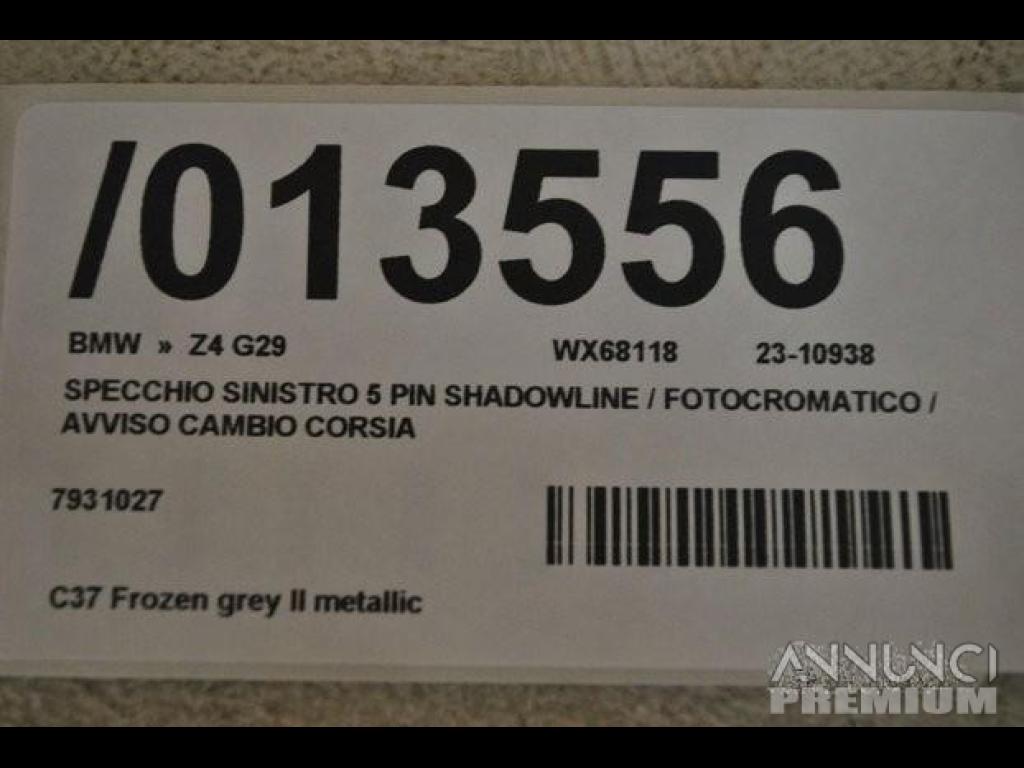 /013556
BMW » Z4 G29 WX68118 23-10938
SPECCHIO SINISTRO 5 PIN SHADOWLINE / FOTOCROMATICO /
AVVISO CAMBIO CORSIA
7931027
C37 Frozen grey II metallic
ANNUNCI
PREMIUM